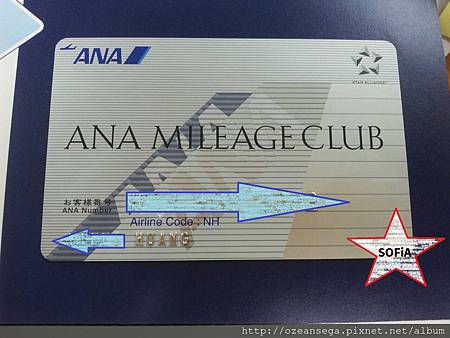 ANA
STAR ALLIANCE
ANA MILEAGE CLUB
お客様番号
ANA Number
Airline Code : NH
HUANG
SOFiA
http://ozeansega.pixnet.net/album